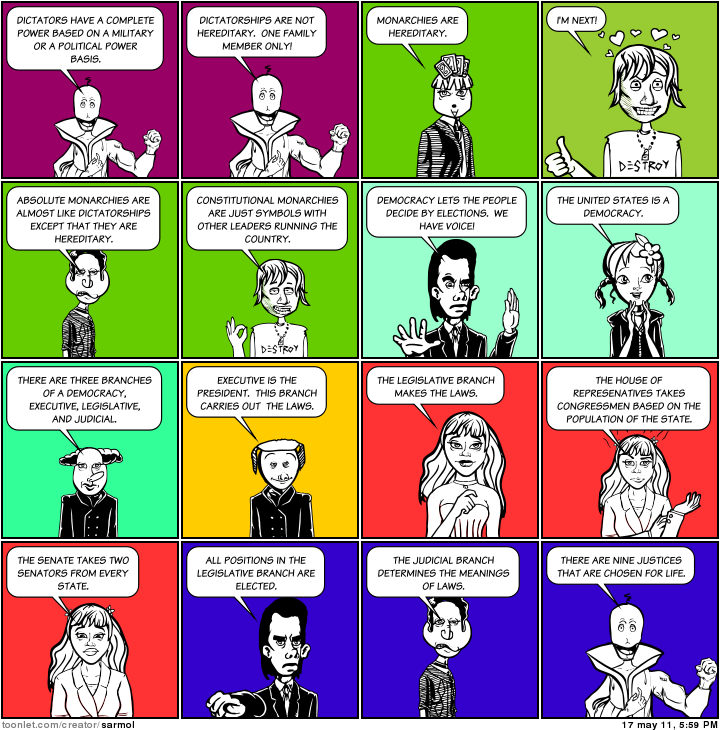 DICTATORS HAVE A COMPLETE
POWER BASED ON A MILITARY
OR A POLITICAL POWER
BASIS.
DICTATORSHIPS ARE NOT
HEREDITARY. ONE FAMILY
MEMBER ONLY!
MONARCHIES ARE
HEREDITARY.
I'M NEXT!
DESTROY
ABSOLUTE MONARCHIES ARE
ALMOST LIKE DICTATORSHIPS
EXCEPT THAT THEY ARE
HEREDITARY.
CONSTITUTIONAL MONARCHIES
ARE JUST SYMBOLS WITH
OTHER LEADERS RUNNING THE
COUNTRY.
DESTROY
DEMOCRACY LETS THE PEOPLE
DECIDE BY ELECTIONS. WE
HAVE VOICE!
THE UNITED STATES IS A
DEMOCRACY.
THERE ARE THREE BRANCHES
OF A DEMOCRACY,
EXECUTIVE, LEGISLATIVE,
AND JUDICIAL.
EXECUTIVE IS THE
PRESIDENT. THIS BRANCH
CARRIES OUT THE LAWS.
THE LEGISLATIVE BRANCH
MAKES THE LAWS.
THE HOUSE OF
REPRESENATIVES TAKES
CONGRESSMEN BASED ON THE
POPULATION OF THE STATE.
THE SENATE TAKES TWO
SENATORS FROM EVERY
STATE.
ALL POSITIONS IN THE
LEGISLATIVE BRANCH ARE
ELECTED.
THE JUDICIAL BRANCH
DETERMINES THE MEANINGS
OF LAWS.
THERE ARE NINE JUSTICES
THAT ARE CHOSEN FOR LIFE.
toonlet.com/creator/sarmol
17 may 11, 5:59 PM